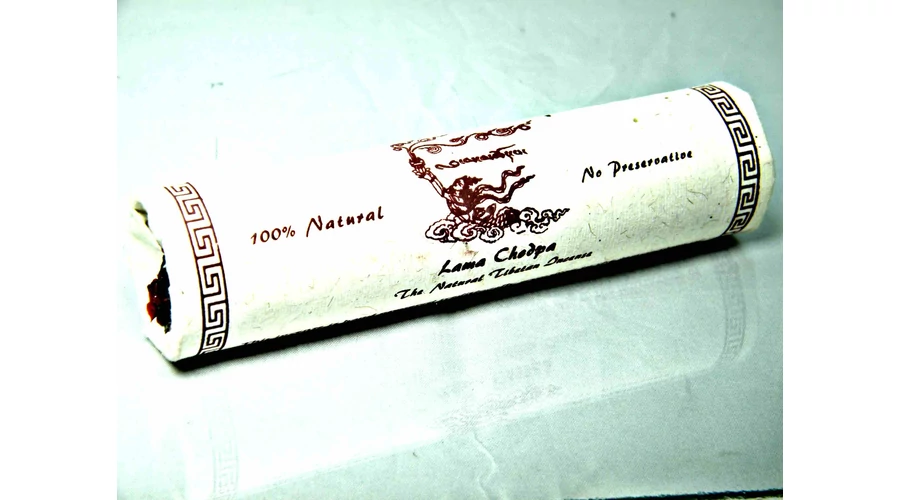 100% Natural
No Preservative
Lama Chodpa
The Natural Tibetan Incense